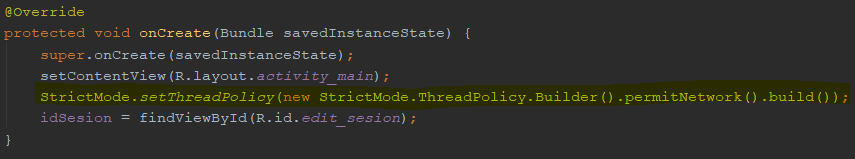 @Override
protected void onCreate(Bundle savedInstanceState) {
super.onCreate(savedInstanceState);
setContentView(R.layout.activity_main);
StrictMode.setThreadPolicy(new StrictMode.ThreadPolicy.Builder().permitNetwork().build());
idSesion = findViewById(R.id.edit_sesion);
}